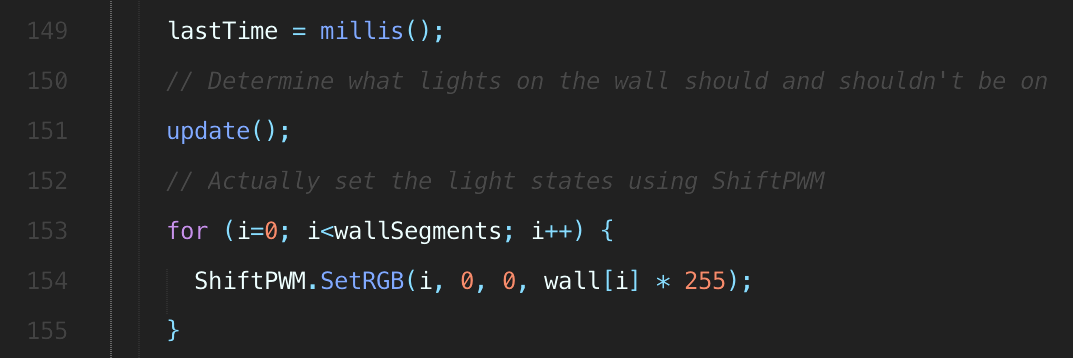 149 lastTime = millis();
150 // Determine what lights on the wall should and shouldn't be on
151 update();
152 // Actually set the light states using ShiftPWM
153 for (i=0; i<wallSegments; i++) {
154 ShiftPWM.SetRGB(i, 0, 0, wall[i] * 255);
155 }